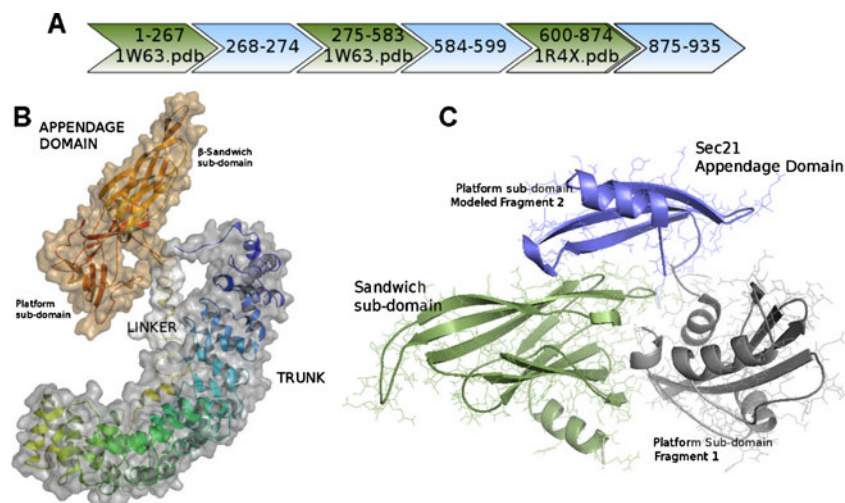 A
1-267
1W63.pdb
268-274
275-583
1W63.pdb
584-599
600-874
1R4X.pdb
875-935
B
APPENDAGE
DOMAIN
β-Sandwich
sub-domain
Platform
sub-domain
LINKER
TRUNK
C
Sec21
Appendage Domain
Platform sub-domain
Modeled Fragment 2
Sandwich
sub-domain
Platform Sub-domain
Fragment 1